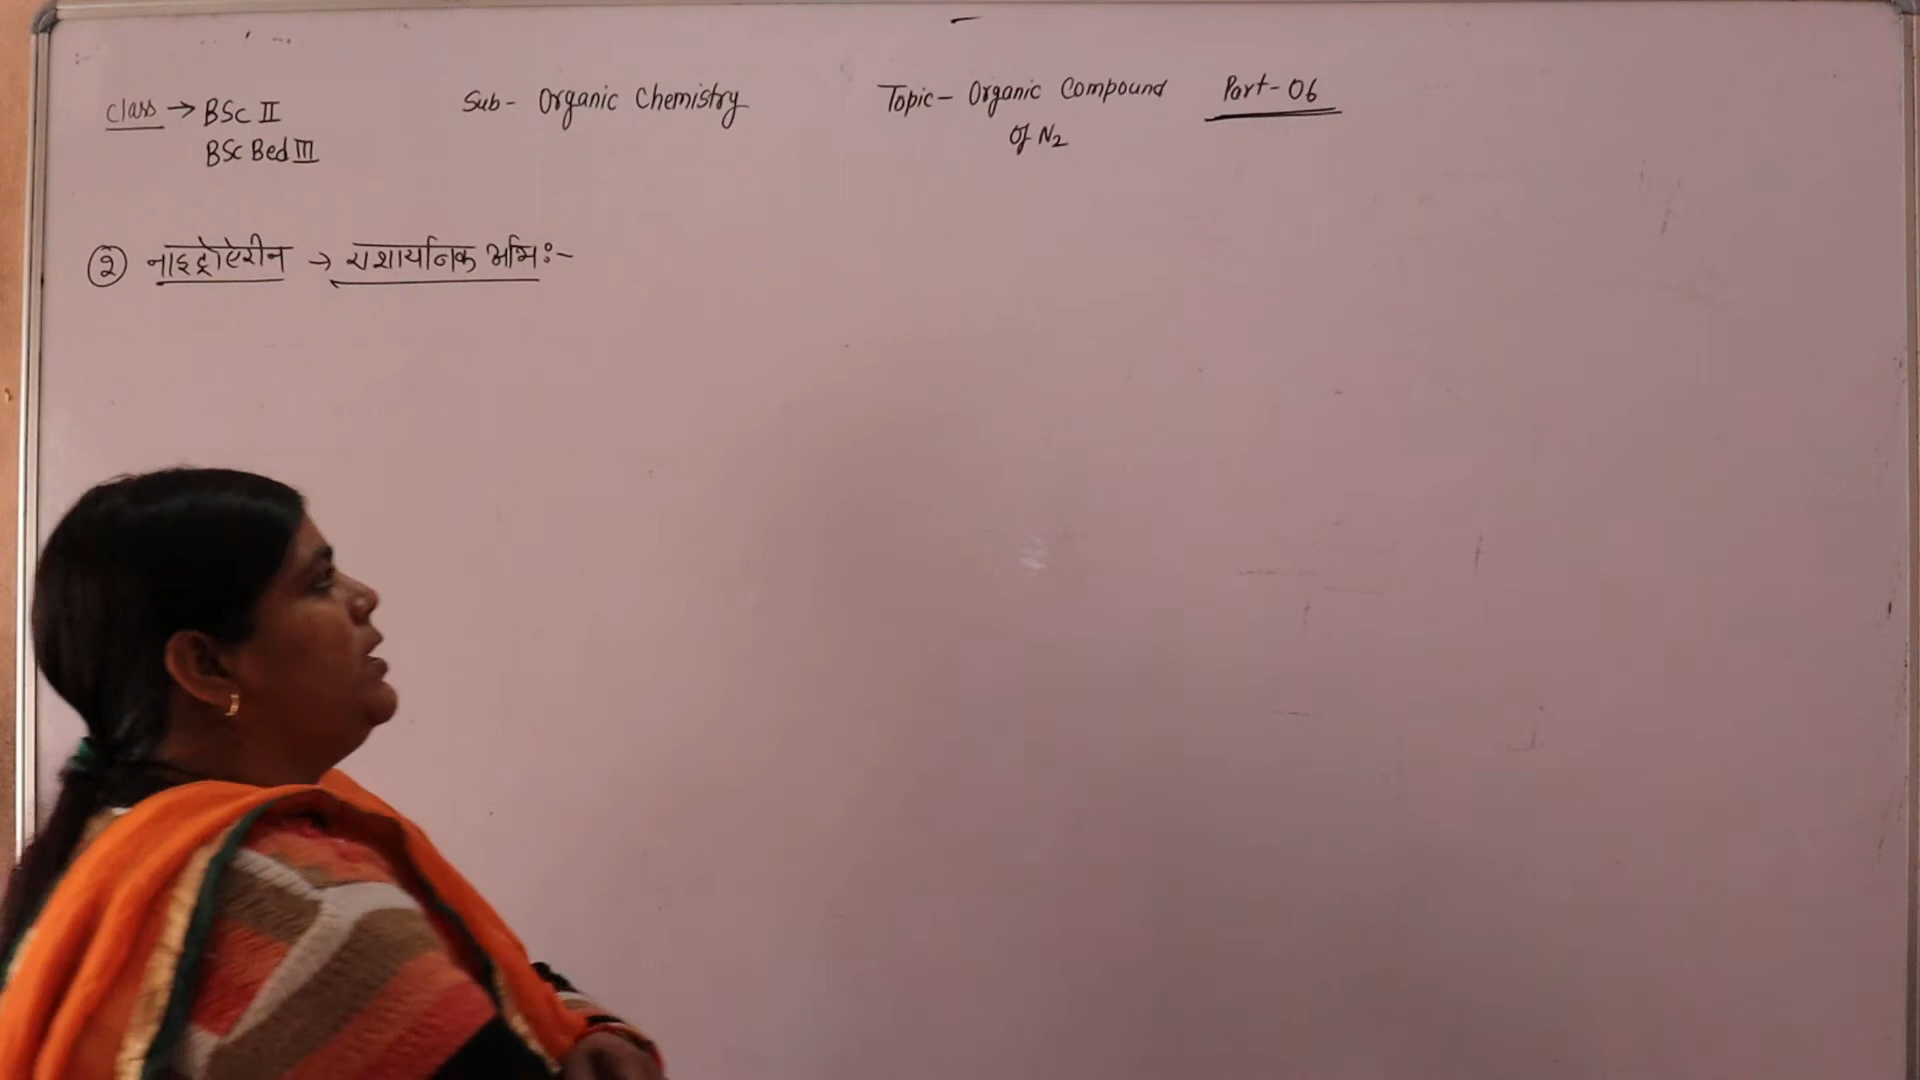 Class → BSc II
BSc Bed III
Sub- Organic Chemistry
Topic- Organic Compound
of N2
Part-06
② नाइट्रोऐरीन → राशायनिक अभिः-